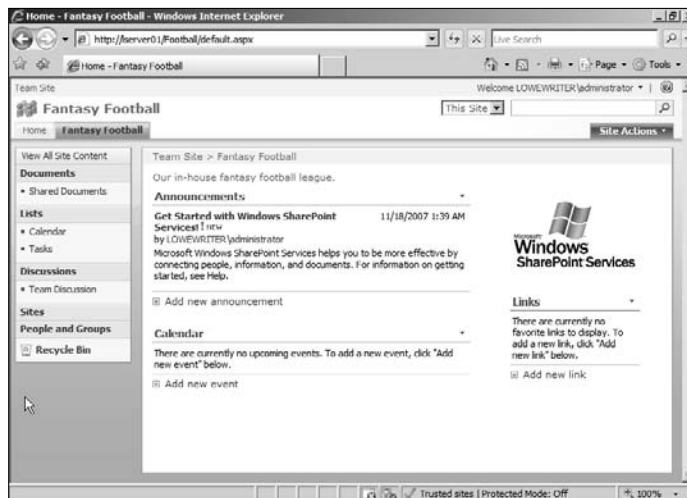 Home - Fantasy Football - Windows Internet Explorer
http://lserver01/Football/default.aspx
Live Search
Home - Fantasy Football
Page
Tools
Team Site
Welcome LOWEWRITER\administrator
Fantasy Football
This Site
Home
Fantasy Football
Site Actions
View All Site Content
Documents
Shared Documents
Lists
Calendar
Tasks
Discussions
Team Discussion
Sites
People and Groups
Recycle Bin
Team Site > Fantasy Football
Our in-house fantasy football league.
Announcements
Get Started with Windows SharePoint 11/18/2007 1:39 AM
Services! ! NEW
by LOWEWRITER\administrator
Microsoft Windows SharePoint Services helps you to be more effective by
connecting people, information, and documents. For information on getting
started, see Help.
Add new announcement
Calendar
There are currently no upcoming events. To add a new event, click "Add
new event" below.
Add new event
Microsoft
Windows
SharePoint Services
Links
There are currently no
favorite links to display. To
add a new link, click "Add
new link" below.
Add new link
Trusted sites | Protected Mode: Off
100%